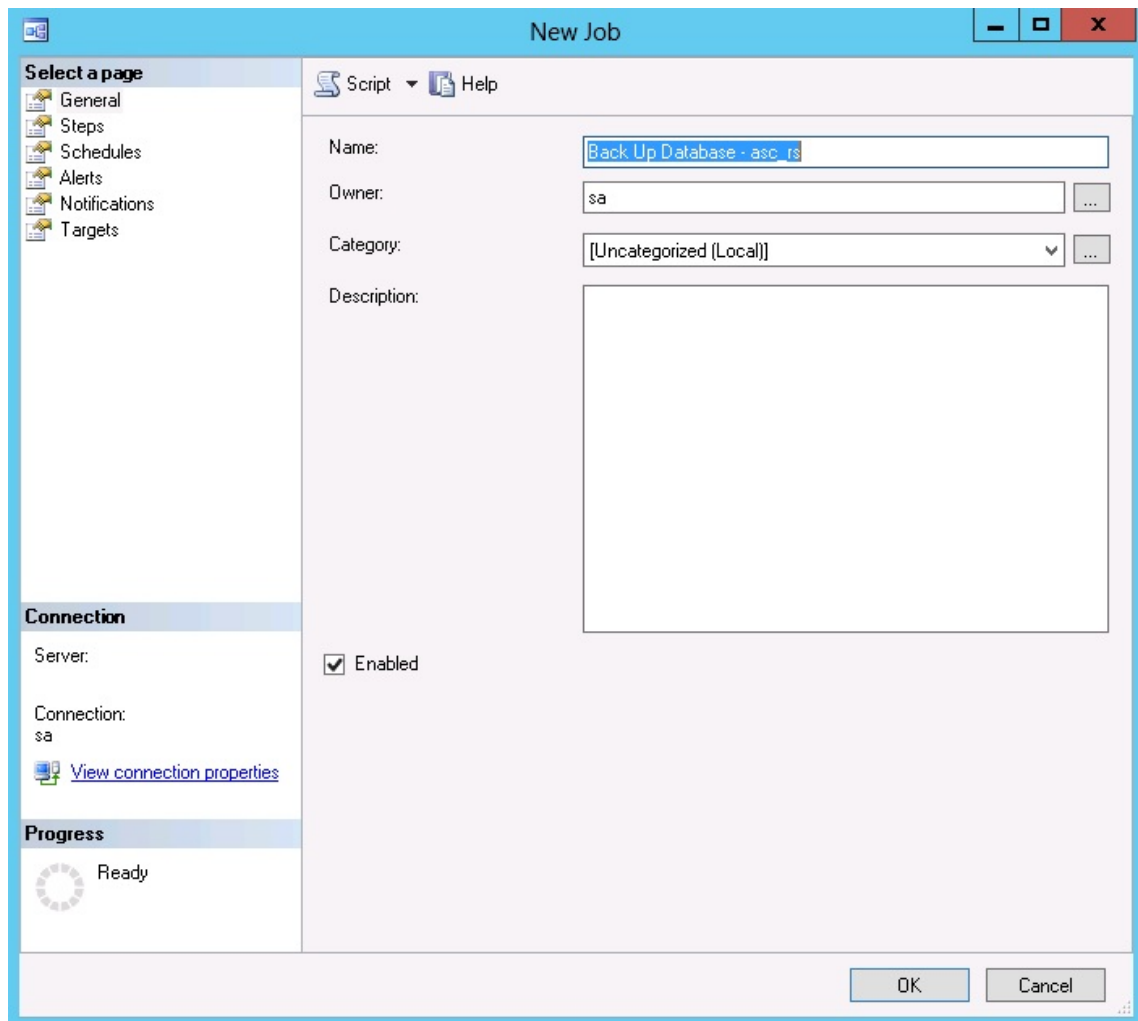 New Job
Select a page
General
Steps
Schedules
Alerts
Notifications
Targets
Script
Help
Name:
Back Up Database - asc_rs
Owner:
sa
...
Category:
[Uncategorized (Local)]
...
Description:
Enabled
Connection
Server:
Connection:
sa
View connection properties
Progress
Ready
OK
Cancel